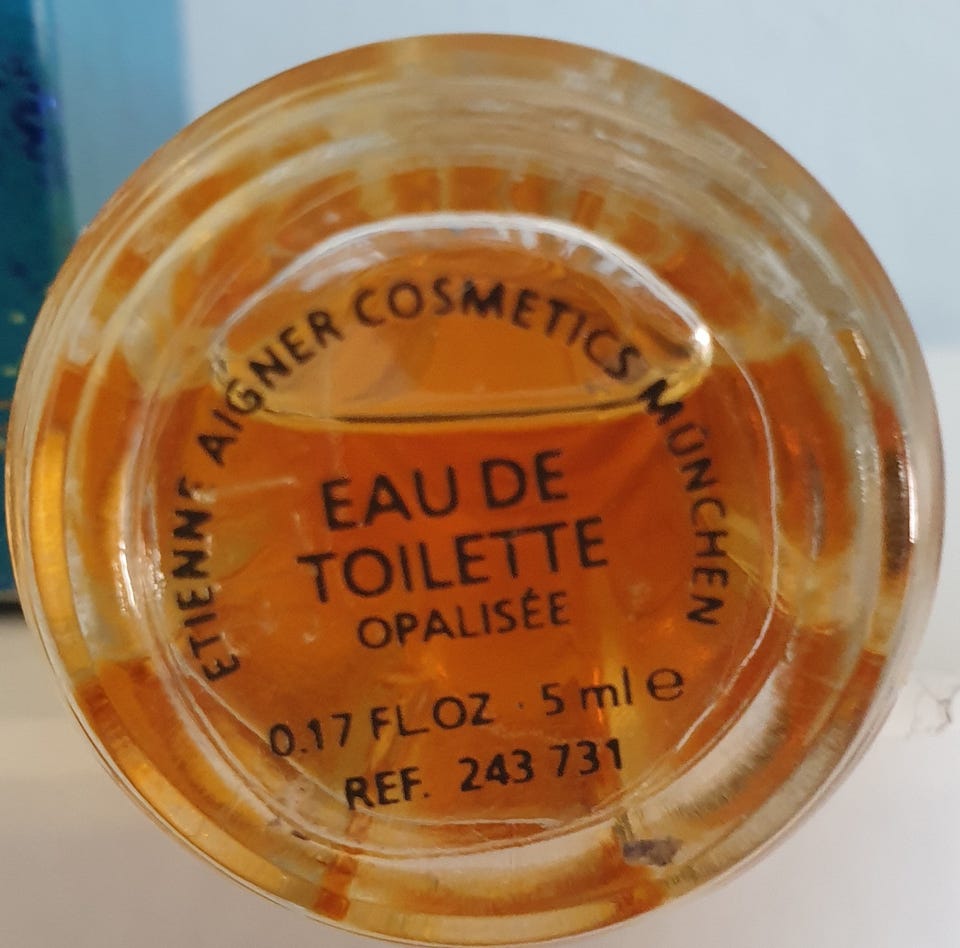 ETIENNE AIGNER COSMETICS MÜNCHEN
EAU DE
TOILETTE
OPALISÉE
0.17 FL.OZ · 5 ml ℮
REF. 243 731